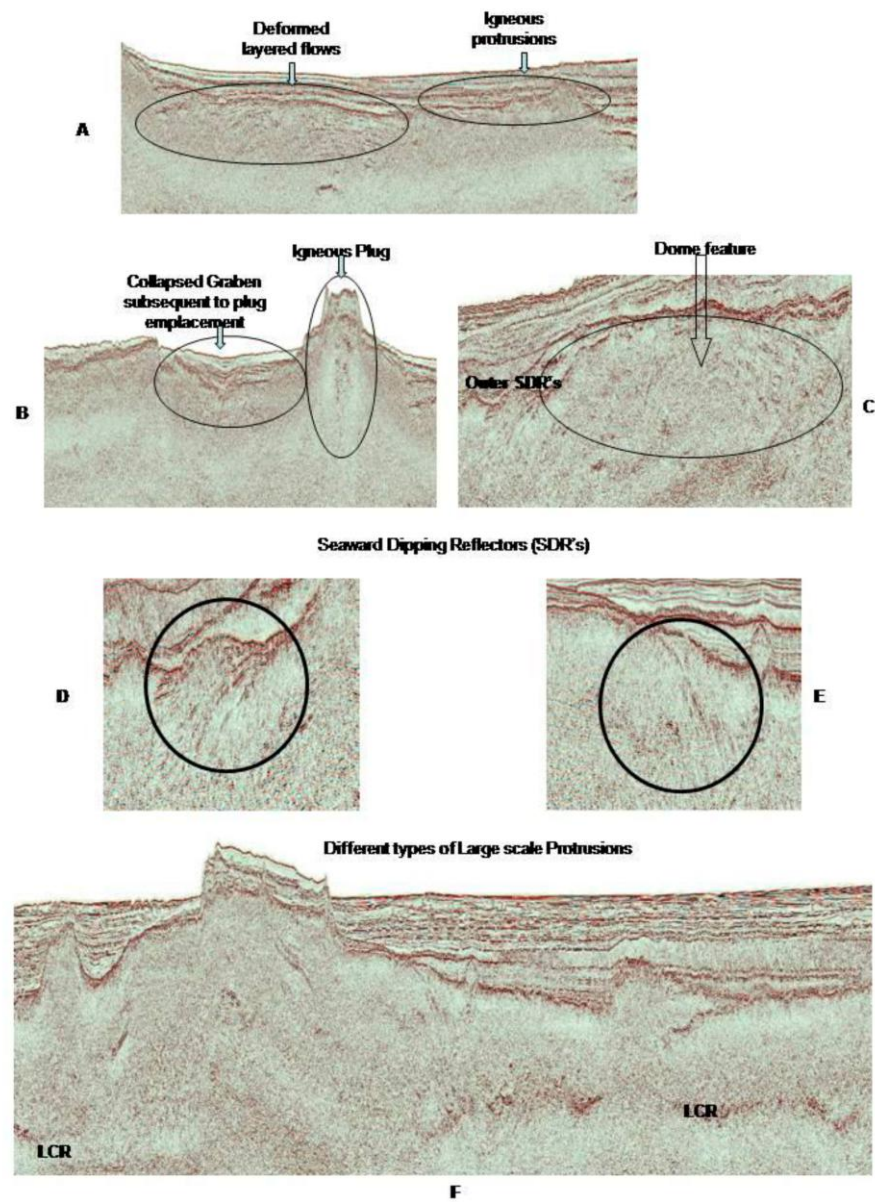 Deformed
layered flows
Igneous
protrusions
A
Igneous Plug
Collapsed Graben
subsequent to plug
emplacement
B
Dome feature
Outer SDR's
C
Seaward Dipping Reflectors (SDR's)
D
E
Different types of Large scale Protrusions
LCR
LCR
F